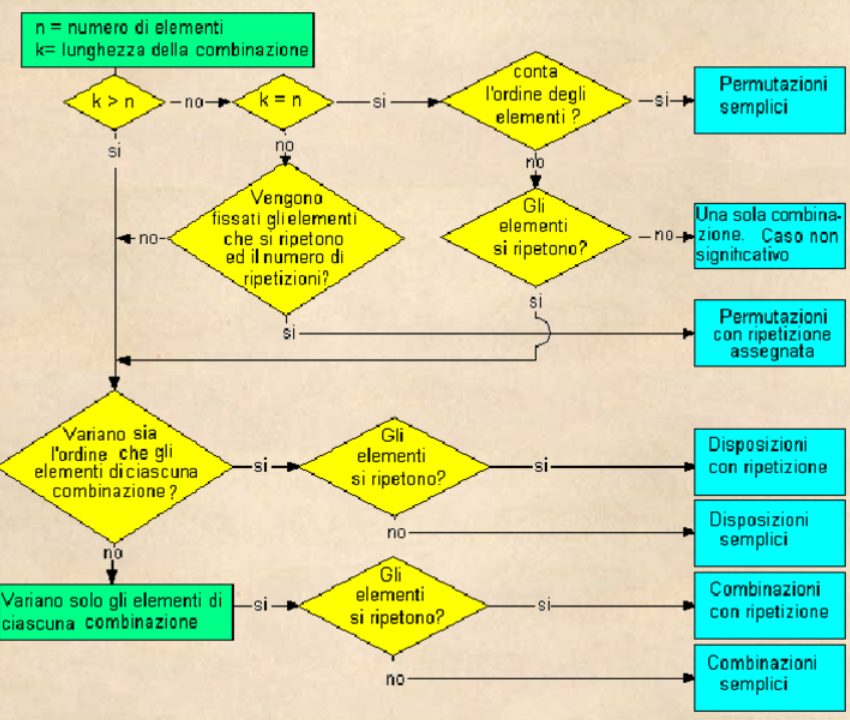 n = numero di elementi
k= lunghezza della combinazione
k > n
no
k = n
si
conta
l'ordine degli
elementi ?
si
Permutazioni
semplici
si
no
no
Vengono
fissati gli elementi
che si ripetono
ed il numero di
ripetizioni?
no
Gli
elementi
si ripetono?
no
Una sola combina-
zione. Caso non
significativo
si
si
Permutazioni
con ripetizione
assegnata
Variano sia
l'ordine che gli
elementi di ciascuna
combinazione ?
si
Gli
elementi
si ripetono?
si
Disposizioni
con ripetizione
no
Disposizioni
semplici
no
Variano solo gli elementi di
ciascuna combinazione
si
Gli
elementi
si ripetono?
si
Combinazioni
con ripetizione
no
Combinazioni
semplici